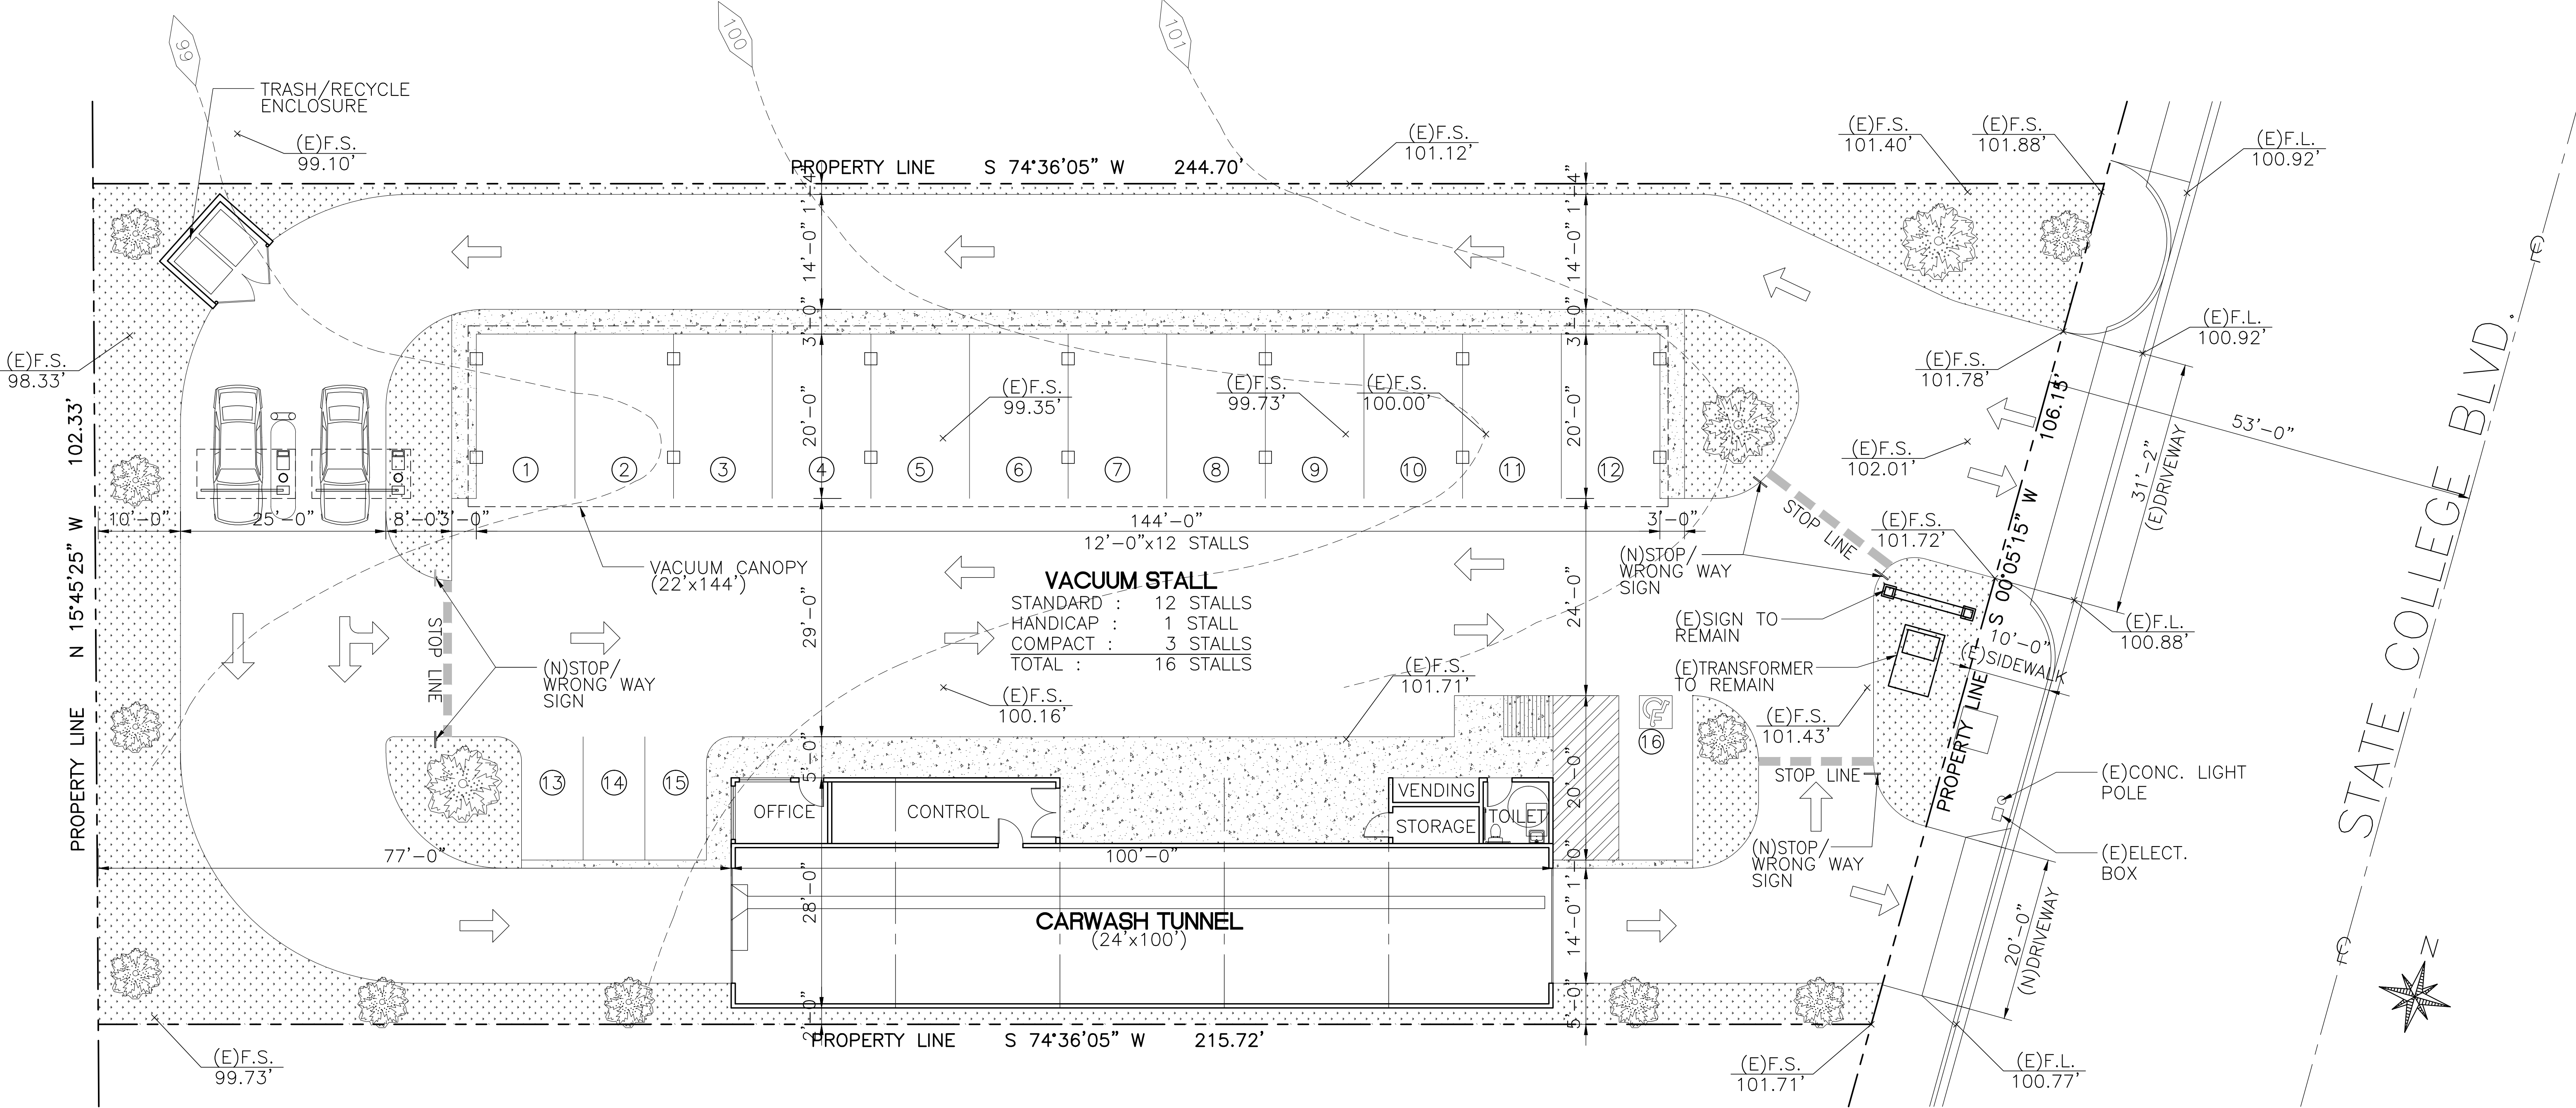 99
100
101
TRASH/RECYCLE
ENCLOSURE
(E)F.S.
99.10'
(E)F.S.
101.12'
(E)F.S.
101.40'
(E)F.S.
101.88'
(E)F.L.
100.92'
PROPERTY LINE S 74°36'05" W 244.70'
1'-4"
1'-4"
14'-0"
14'-0"
3'-0"
3'-0"
(E)F.S.
98.33'
(E)F.L.
100.92'
(E)F.S.
101.78'
(E)F.S.
99.35'
(E)F.S.
99.73'
(E)F.S.
100.00'
20'-0"
20'-0"
1
2
3
4
5
6
7
8
9
10
11
12
(E)F.S.
102.01'
53'-0"
31'-2"
(E)DRIVEWAY
10'-0"
25'-0"
8'-0"
3'-0"
144'-0"
12'-0"x12 STALLS
3'-0"
STOP LINE
(E)F.S.
101.72'
VACUUM CANOPY
(22'x144')
VACUUM STALL
STANDARD : 12 STALLS
HANDICAP : 1 STALL
COMPACT : 3 STALLS
TOTAL : 16 STALLS
29'-0"
24'-0"
(N)STOP/
WRONG WAY
SIGN
(E)SIGN TO
REMAIN
(E)TRANSFORMER
TO REMAIN
(E)F.L.
100.88'
10'-0"
(E)SIDEWALK
STOP LINE
(N)STOP/
WRONG WAY
SIGN
(E)F.S.
100.16'
(E)F.S.
101.71'
(E)F.S.
101.43'
PROPERTY LINE N 15°45'25" W 102.33'
PROPERTY LINE S 00°05'15" W 106.15'
STATE COLLEGE BLVD.
13
14
15
16
5'-0"
20'-0"
OFFICE
CONTROL
VENDING
STORAGE
TOILET
STOP LINE
(N)STOP/
WRONG WAY
SIGN
(E)CONC. LIGHT
POLE
(E)ELECT.
BOX
77'-0"
100'-0"
1'-0"
28'-0"
14'-0"
CARWASH TUNNEL
(24'x100')
20'-0"
(N)DRIVEWAY
N
2'-0"
5'-0"
PROPERTY LINE S 74°36'05" W 215.72'
(E)F.S.
99.73'
(E)F.S.
101.71'
(E)F.L.
100.77'